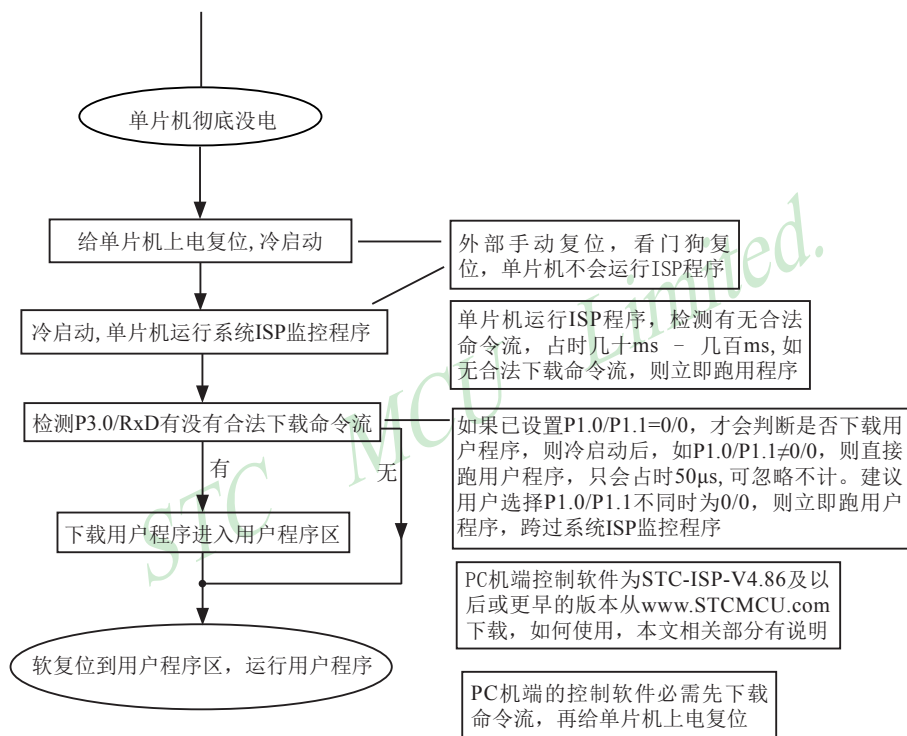 单片机彻底没电
给单片机上电复位,冷启动
外部手动复位，看门狗复
位，单片机不会运行ISP程序
冷启动,单片机运行系统ISP监控程序
单片机运行ISP程序，检测有无合法
命令流，占时几十ms - 几百ms,如
无合法下载命令流，则立即跑用程序
检测P3.0/RxD有没有合法下载命令流
如果已设置P1.0/P1.1=0/0，才会判断是否下载用
户程序，则冷启动后，如P1.0/P1.1≠0/0，则直接
跑用户程序，只会占时50μs,可忽略不计。建议
用户选择P1.0/P1.1不同时为0/0，则立即跑用户
程序，跨过系统ISP监控程序
有
无
下载用户程序进入用户程序区
PC机端控制软件为STC-ISP-V4.86及以
后或更早的版本从www.STCMCU.com
下载，如何使用，本文相关部分有说明
软复位到用户程序区，运行用户程序
PC机端的控制软件必需先下载
命令流，再给单片机上电复位
STC MCU Limited.